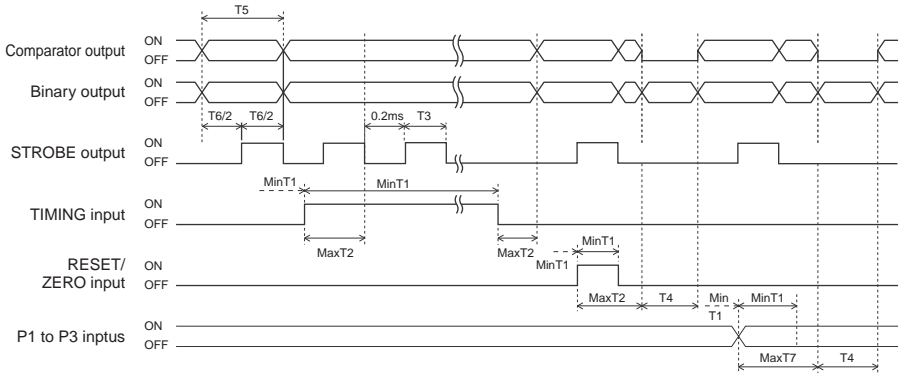 T5
Comparator output
ON
OFF
Binary output
ON
OFF
T6/2
T6/2
0.2ms
T3
STROBE output
ON
OFF
MinT1
MinT1
TIMING input
ON
OFF
MaxT2
MaxT2
MinT1
MinT1
RESET/
ZERO input
ON
OFF
MaxT2
T4
Min
T1
MinT1
P1 to P3 inptus
ON
OFF
MaxT7
T4